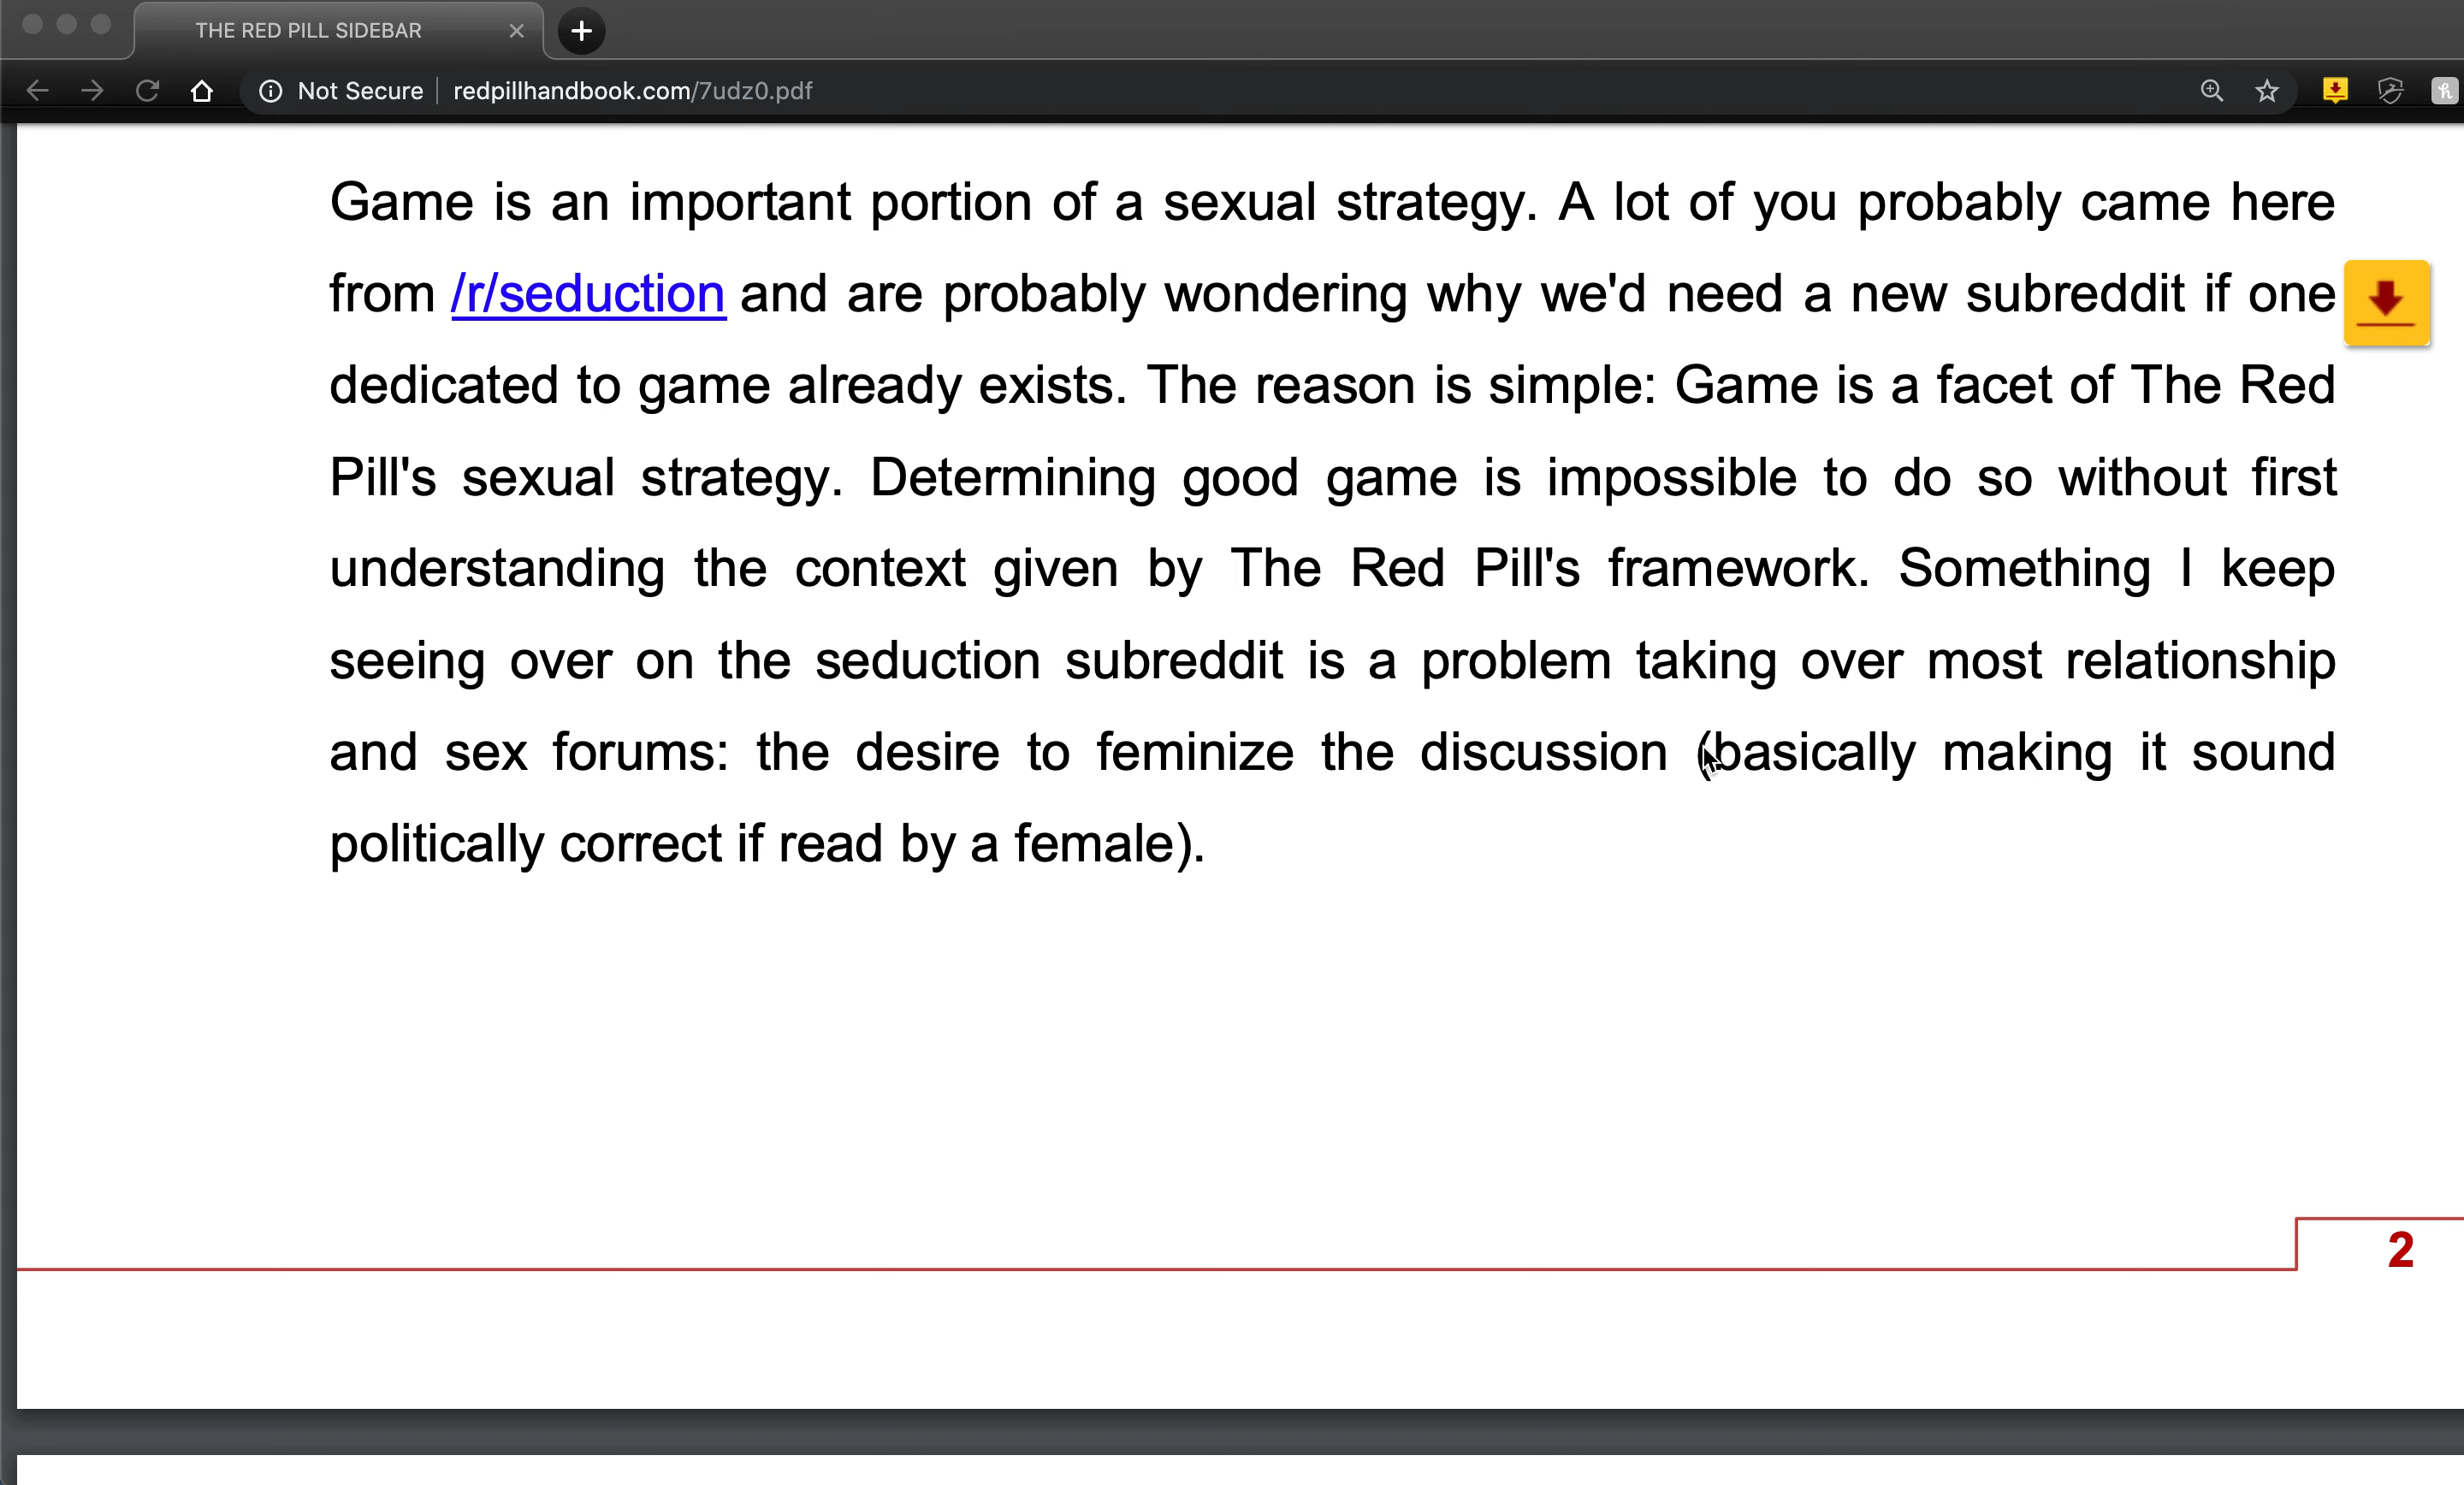 THE RED PILL SIDEBAR
Not Secure redpillhandbook.com/7udz0.pdf
Game is an important portion of a sexual strategy. A lot of you probably came here
from /r/seduction and are probably wondering why we'd need a new subreddit if one
dedicated to game already exists. The reason is simple: Game is a facet of The Red
Pill's sexual strategy. Determining good game is impossible to do so without first
understanding the context given by The Red Pill's framework. Something I keep
seeing over on the seduction subreddit is a problem taking over most relationship
and sex forums: the desire to feminize the discussion (basically making it sound
politically correct if read by a female).
2